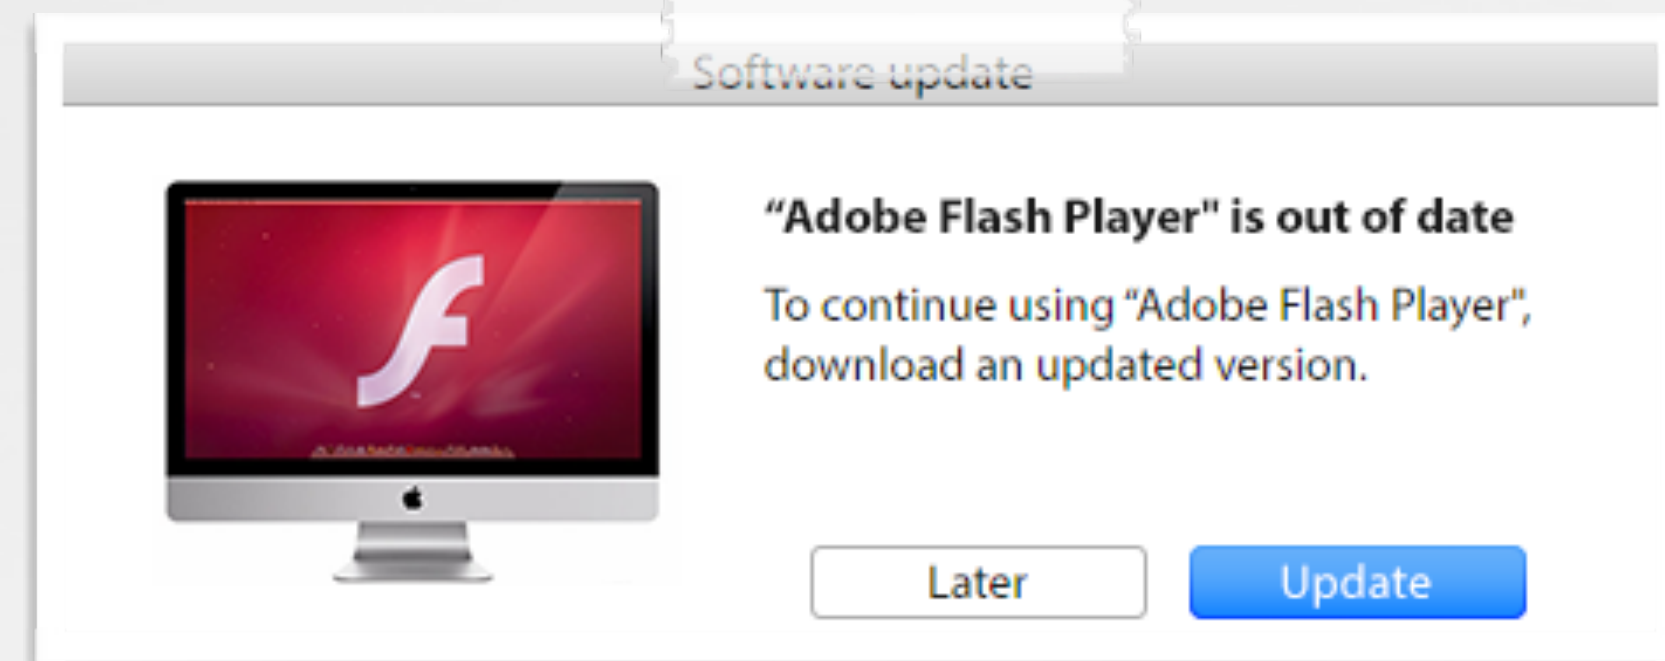 Software update
“Adobe Flash Player" is out of date
To continue using “Adobe Flash Player",
download an updated version.
Later
Update